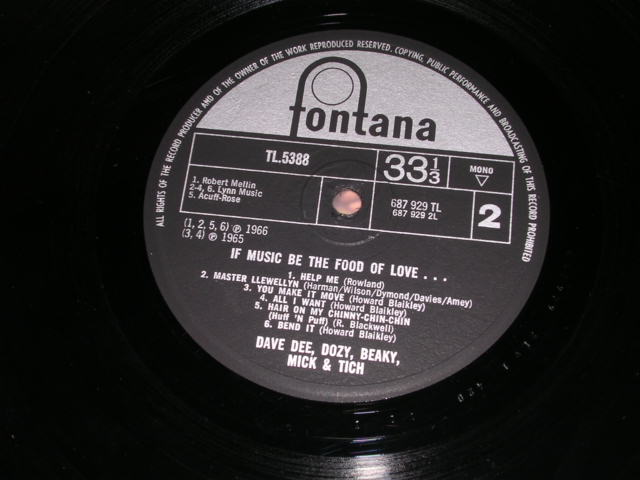 ALL RIGHTS OF THE RECORD PRODUCER AND OF THE OWNER OF THE WORK REPRODUCED RESERVED. COPYING, PUBLIC PERFORMANCE AND BROADCASTING OF THIS RECORD PROHIBITED
fontana
TL.5388
33 1/3
MONO
1. Robert Mellin
2-4, 6. Lynn Music
5. Acuff-Rose
687 929 TL
687 929 2L
2
(1, 2, 5, 6) ℗ 1966
(3, 4) ℗ 1965
IF MUSIC BE THE FOOD OF LOVE . . .
1. HELP ME (Rowland)
2. MASTER LLEWELLYN (Harman/Wilson/Dymond/Davies/Amey)
3. YOU MAKE IT MOVE (Howard Blaikley)
4. ALL I WANT (Howard Blaikley)
5. HAIR ON MY CHINNY-CHIN-CHIN
(Huff 'N Puff) (R. Blackwell)
6. BEND IT (Howard Blaikley)
DAVE DEE, DOZY, BEAKY,
MICK & TICH